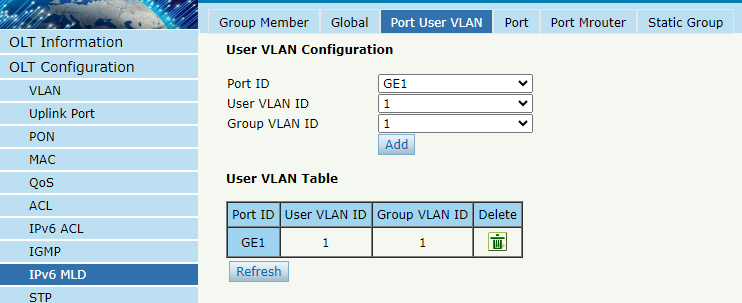 Group Member Global Port User VLAN Port Port Mrouter Static Group
OLT Information
OLT Configuration
VLAN
Uplink Port
PON
MAC
QoS
ACL
IPv6 ACL
IGMP
IPv6 MLD
STP
User VLAN Configuration
Port ID GE1
User VLAN ID 1
Group VLAN ID 1
Add
User VLAN Table
Port ID User VLAN ID Group VLAN ID Delete
GE1 1 1
Refresh